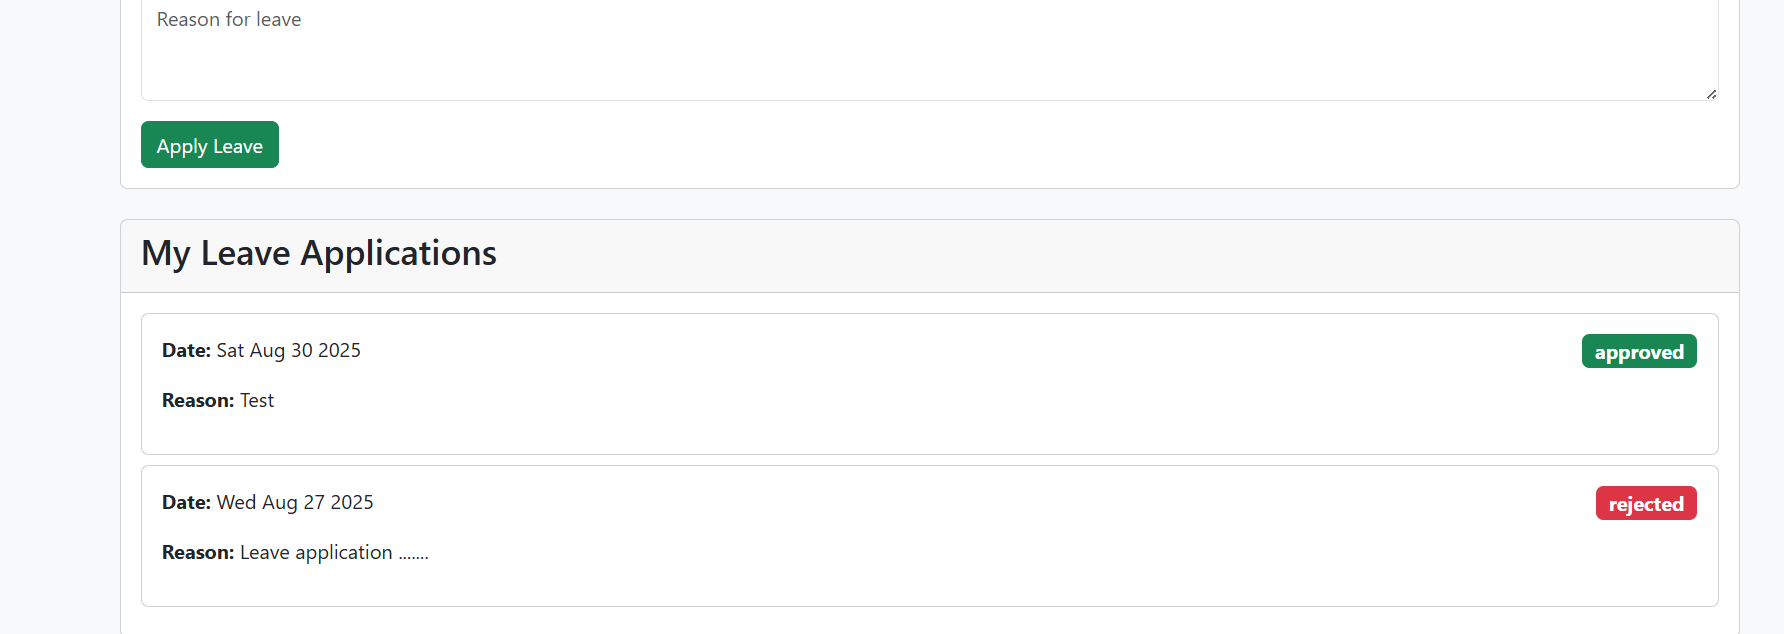 Reason for leave
Apply Leave
My Leave Applications
Date: Sat Aug 30 2025
approved
Reason: Test
Date: Wed Aug 27 2025
rejected
Reason: Leave application .......